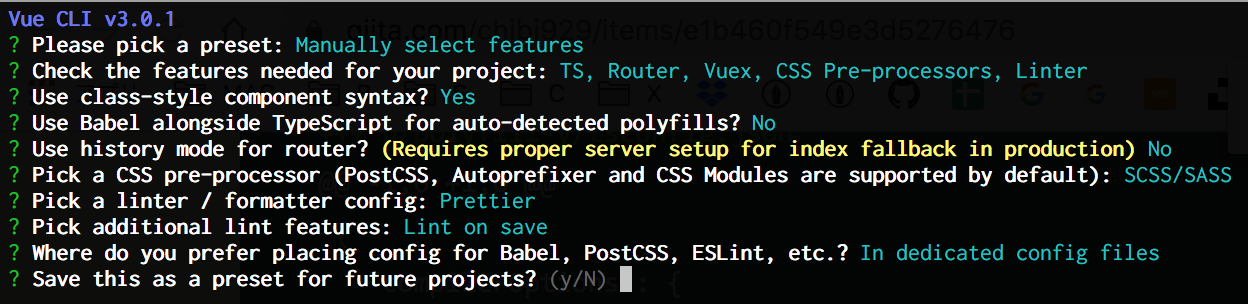 qiita.com/chibi929/items/e1b460f549e3d5276476
Vue CLI v3.0.1
? Please pick a preset: Manually select features
? Check the features needed for your project: TS, Router, Vuex, CSS Pre-processors, Linter
? Use class-style component syntax? Yes
? Use Babel alongside TypeScript for auto-detected polyfills? No
? Use history mode for router? (Requires proper server setup for index fallback in production) No
? Pick a CSS pre-processor (PostCSS, Autoprefixer and CSS Modules are supported by default): SCSS/SASS
? Pick a linter / formatter config: Prettier
? Pick additional lint features: Lint on save
? Where do you prefer placing config for Babel, PostCSS, ESLint, etc.? In dedicated config files
? Save this as a preset for future projects? (y/N)